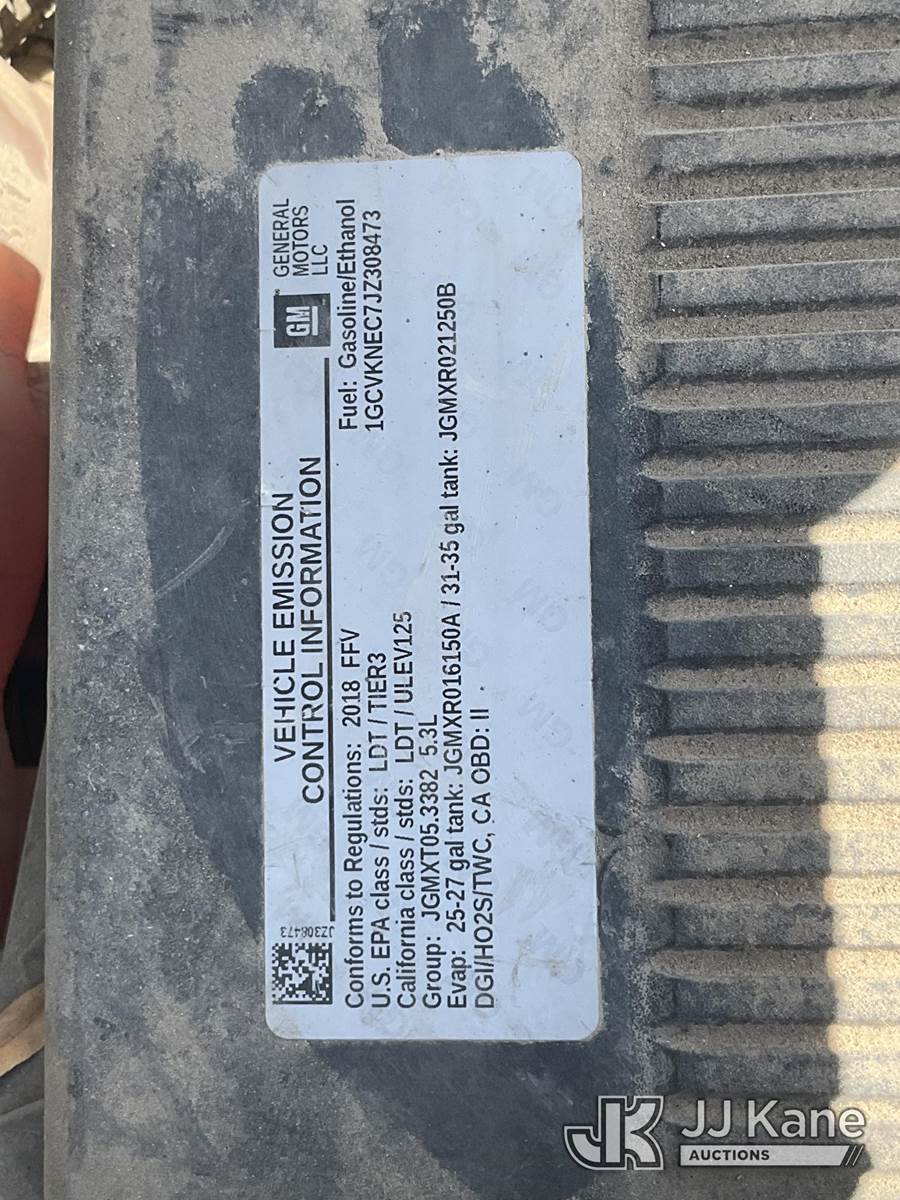 JZ308473
VEHICLE EMISSION
CONTROL INFORMATION
GM
GENERAL
MOTORS
LLC
Conforms to Regulations: 2018 FFV
Fuel: Gasoline/Ethanol
U.S. EPA class / stds: LDT / TIER3
1GCVKNEC7JZ308473
California class / stds: LDT / ULEV125
Group: JGMXT05.3382 5.3L
Evap: 25-27 gal tank: JGMXR016150A / 31-35 gal tank: JGMXR021250B
DGI/HO2S/TWC, CA OBD: II
JK JJ Kane
AUCTIONS